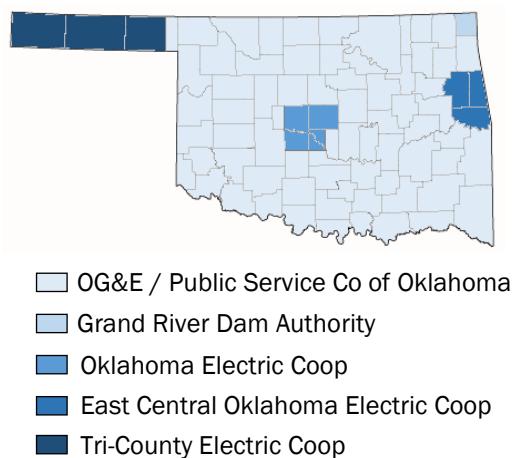 OG&E / Public Service Co of Oklahoma
Grand River Dam Authority
Oklahoma Electric Coop
East Central Oklahoma Electric Coop
Tri-County Electric Coop